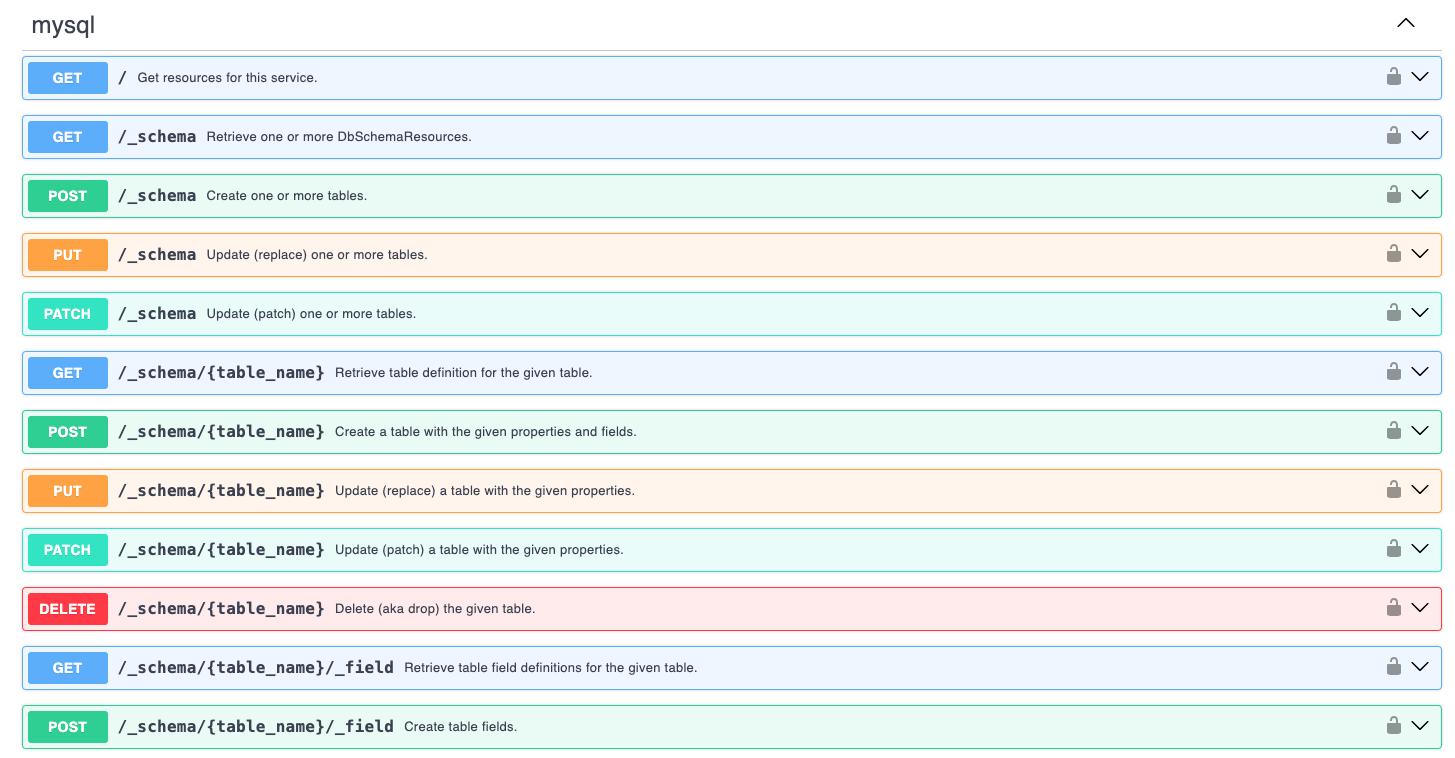 mysql
GET / Get resources for this service.
GET /_schema Retrieve one or more DbSchemaResources.
POST /_schema Create one or more tables.
PUT /_schema Update (replace) one or more tables.
PATCH /_schema Update (patch) one or more tables.
GET /_schema/{table_name} Retrieve table definition for the given table.
POST /_schema/{table_name} Create a table with the given properties and fields.
PUT /_schema/{table_name} Update (replace) a table with the given properties.
PATCH /_schema/{table_name} Update (patch) a table with the given properties.
DELETE /_schema/{table_name} Delete (aka drop) the given table.
GET /_schema/{table_name}/_field Retrieve table field definitions for the given table.
POST /_schema/{table_name}/_field Create table fields.